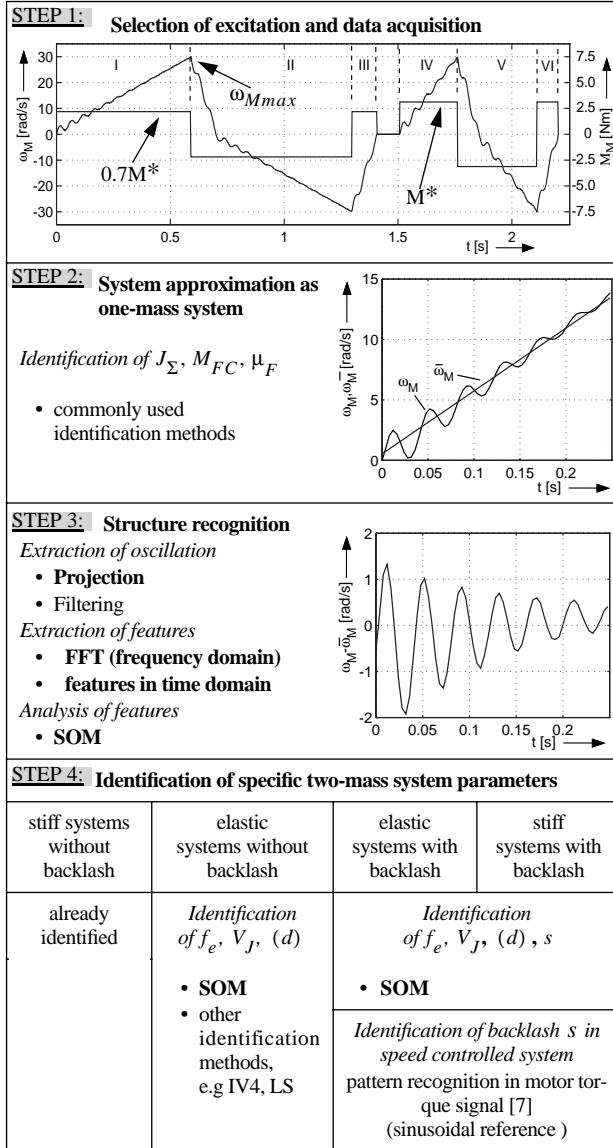 STEP 1: Selection of excitation and data acquisition
I II III IV V VI
ω_M [rad/s]
30
20
10
0
-10
-20
-30
ω_Mmax
0.7M*
M*
7.5
5.0
2.5
0
-2.5
-5.0
-7.5
M_M [Nm]
0 0.5 1 1.5 2
t [s]
STEP 2: System approximation as
one-mass system
Identification of J_Σ, M_FC, μ_F
• commonly used
identification methods
ω_M, ω̅_M [rad/s]
15
10
5
0
ω_M
ω̅_M
0 0.05 0.1 0.15 0.2
t [s]
STEP 3: Structure recognition
Extraction of oscillation
• Projection
• Filtering
Extraction of features
• FFT (frequency domain)
• features in time domain
Analysis of features
• SOM
ω_M-ω̅_M [rad/s]
2
1
0
-1
-2
0 0.05 0.1 0.15 0.2
t [s]
STEP 4: Identification of specific two-mass system parameters
stiff systems
without
backlash
elastic
systems without
backlash
elastic
systems with
backlash
stiff
systems with
backlash
already
identified
Identification
of f_e, V_J, (d)
• SOM
• other
identification
methods,
e.g IV4, LS
Identification
of f_e, V_J, (d) , s
• SOM
Identification of backlash s in
speed controlled system
pattern recognition in motor tor-
que signal [7]
(sinusoidal reference )